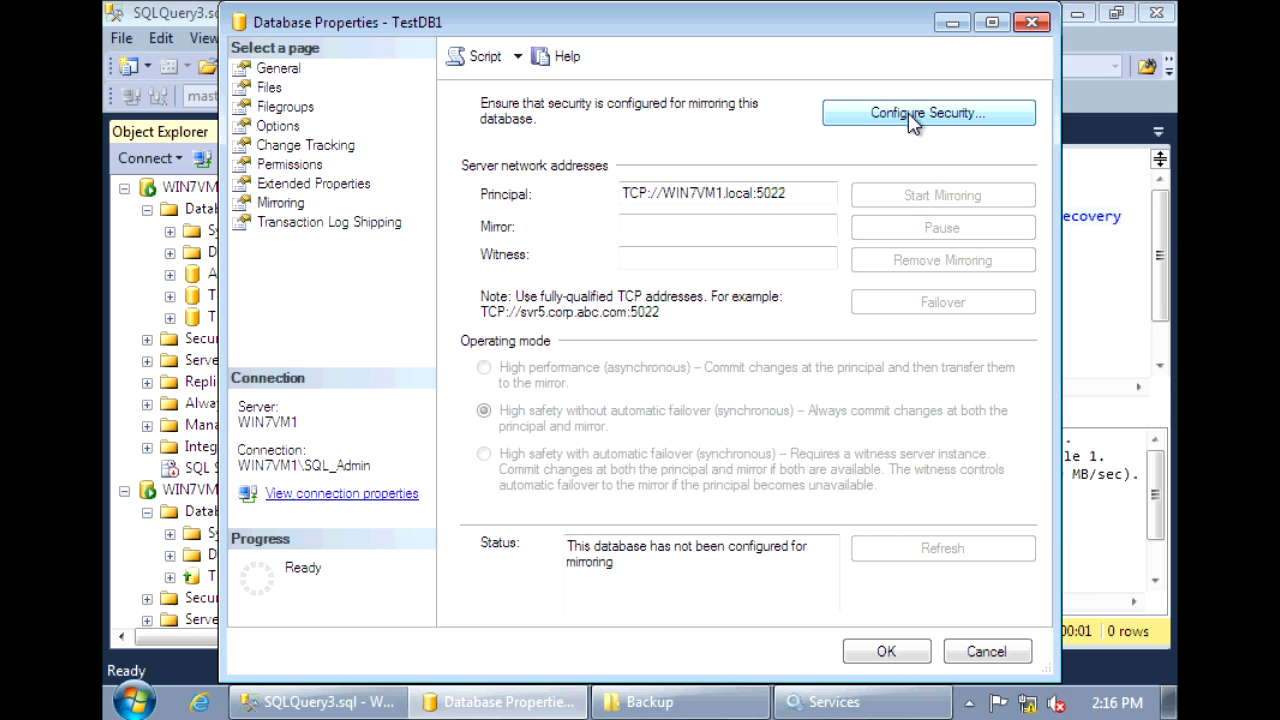 SQLQuery3.sq
Database Properties - TestDB1
File Edit View
mast
Object Explorer
Connect
WIN7VM
Datab
Sy
D
A
T
T
Secu
Serve
Repli
Alwa
Mana
Integ
SQL S
WIN7VM
Datab
Sy
D
T
Secu
Serve
Ready
Select a page
General
Files
Filegroups
Options
Change Tracking
Permissions
Extended Properties
Mirroring
Transaction Log Shipping
Connection
Server:
WIN7VM1
Connection:
WIN7VM1\SQL_Admin
View connection properties
Progress
Ready
Script Help
Ensure that security is configured for mirroring this
database.
Configure Security...
Server network addresses
Principal: TCP://WIN7VM1.local:5022 Start Mirroring
Mirror: Pause
Witness: Remove Mirroring
Note: Use fully-qualified TCP addresses. For example:
TCP://svr5.corp.abc.com:5022
Failover
Operating mode
High performance (asynchronous) – Commit changes at the principal and then transfer them
to the mirror.
High safety without automatic failover (synchronous) – Always commit changes at both the
principal and mirror.
High safety with automatic failover (synchronous) – Requires a witness server instance.
Commit changes at both the principal and mirror if both are available. The witness controls
automatic failover to the mirror if the principal becomes unavailable.
Status: This database has not been configured for
mirroring
Refresh
OK Cancel
ecovery
le 1.
MB/sec).
00:01 0 rows
SQLQuery3.sql - W...
Database Propertie...
Backup
Services
2:16 PM